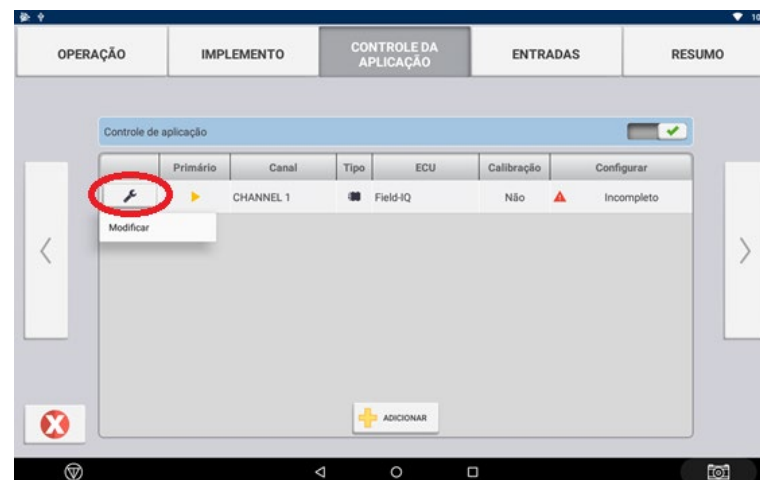 10
OPERAÇÃO
IMPLEMENTO
CONTROLE DA
APLICAÇÃO
ENTRADAS
RESUMO
Controle de aplicação
Primário Canal Tipo ECU Calibração Configurar
CHANNEL 1 Field-IQ Não Incompleto
Modificar
ADICIONAR